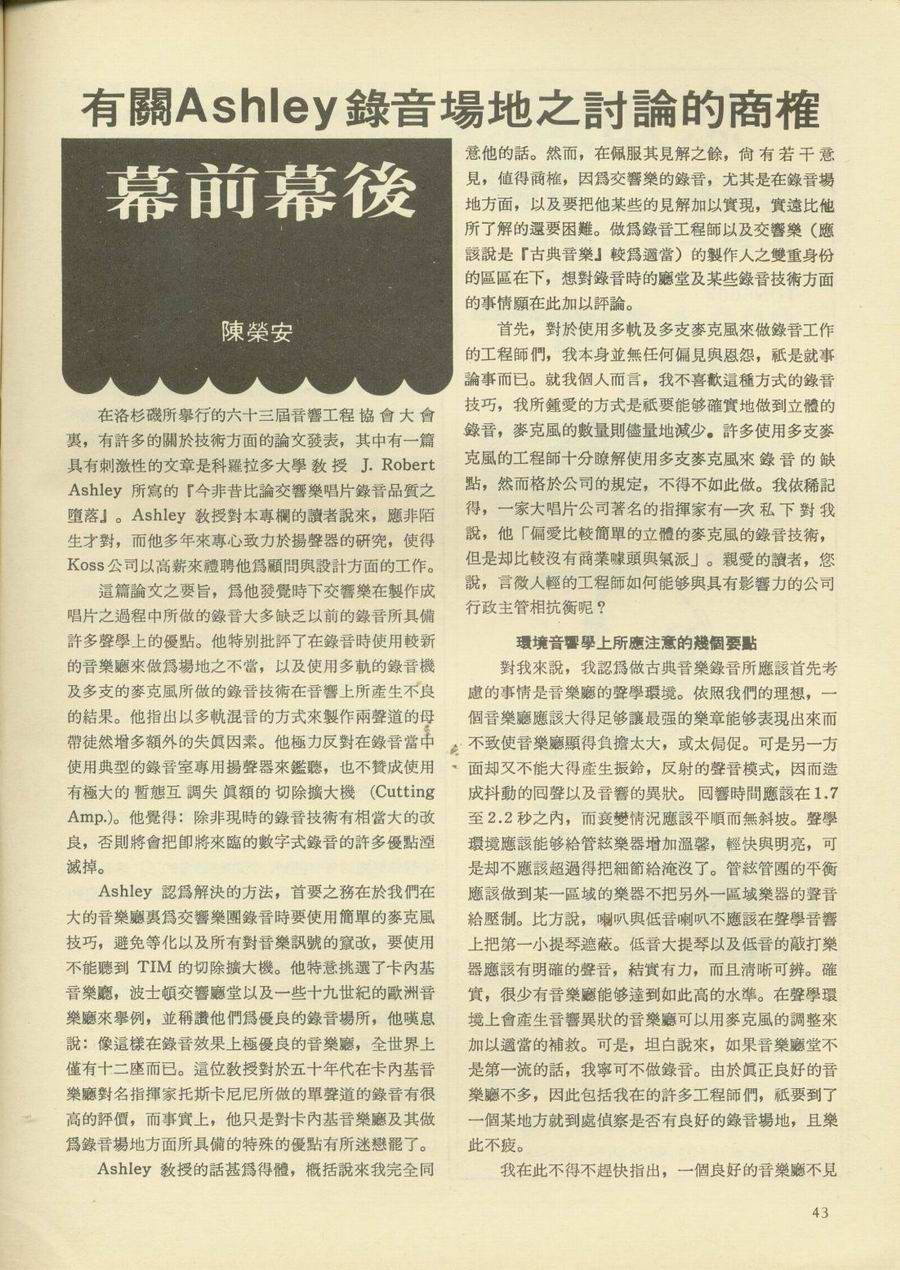 有關Ashley錄音場地之討論的商榷
幕前幕後
陳榮安
在洛杉磯所舉行的六十三屆音響工程協會大會
裏，有許多的關於技術方面的論文發表，其中有一篇
具有刺激性的文章是科羅拉多大學教授 J. Robert
Ashley 所寫的『今非昔比論交響樂唱片錄音品質之
墮落』。Ashley 教授對本專欄的讀者說來，應非陌
生才對，而他多年來專心致力於揚聲器的研究，使得
Koss公司以高薪來禮聘他爲顧問與設計方面的工作。
這篇論文之要旨，爲他發覺時下交響樂在製作成
唱片之過程中所做的錄音大多缺乏以前的錄音所具備
許多聲學上的優點。他特別批評了在錄音時使用較新
的音樂廳來做爲場地之不當，以及使用多軌的錄音機
及多支的麥克風所做的錄音技術在音響上所產生不良
的結果。他指出以多軌混音的方式來製作兩聲道的母
帶徒然增多額外的失眞因素。他極力反對在錄音當中
使用典型的錄音室專用揚聲器來鑑聽，也不贊成使用
有極大的暫態互調失眞額的切除擴大機 (Cutting
Amp.)。他覺得：除非現時的錄音技術有相當大的改
良，否則將會把即將來臨的數字式錄音的許多優點湮
滅掉。
Ashley 認爲解決的方法，首要之務在於我們在
大的音樂廳裏爲交響樂團錄音時要使用簡單的麥克風
技巧，避免等化以及所有對音樂訊號的竄改，要使用
不能聽到 TIM 的切除擴大機。他特意挑選了卡內基
音樂廳，波士頓交響廳堂以及一些十九世紀的歐洲音
樂廳來舉例，並稱讚他們爲優良的錄音場所，他嘆息
說：像這樣在錄音效果上極優良的音樂廳，全世界上
僅有十二座而已。這位教授對於五十年代在卡內基音
樂廳對名指揮家托斯卡尼尼所做的單聲道的錄音有很
高的評價，而事實上，他只是對卡內基音樂廳及其做
爲錄音場地方面所具備的特殊的優點有所迷戀罷了。
Ashley 教授的話甚爲得體，概括說來我完全同
意他的話。然而，在佩服其見解之餘，尙有若干意
見，値得商榷，因爲交響樂的錄音，尤其是在錄音場
地方面，以及要把他某些的見解加以實現，實遠比他
所了解的還要困難。做爲錄音工程師以及交響樂（應
該說是『古典音樂』較爲適當）的製作人之雙重身份
的區區在下，想對錄音時的廳堂及某些錄音技術方面
的事情願在此加以評論。
首先，對於使用多軌及多支麥克風來做錄音工作
的工程師們，我本身並無任何偏見與恩怨，祇是就事
論事而已。就我個人而言，我不喜歡這種方式的錄音
技巧，我所鍾愛的方式是祇要能够確實地做到立體的
錄音，麥克風的數量則儘量地減少。許多使用多支麥
克風的工程師十分瞭解使用多支麥克風來錄音的缺
點，然而格於公司的規定，不得不如此做。我依稀記
得，一家大唱片公司著名的指揮家有一次私下對我
說，他「偏愛比較簡單的立體的麥克風的錄音技術，
但是却比較沒有商業噱頭與氣派」。親愛的讀者，您
說，言微人輕的工程師如何能够與具有影響力的公司
行政主管相抗衡呢？
環境音響學上所應注意的幾個要點
對我來說，我認爲做古典音樂錄音所應該首先考
慮的事情是音樂廳的聲學環境。依照我們的理想，一
個音樂廳應該大得足够讓最强的樂章能够表現出來而
不致使音樂廳顯得負擔太大，或太侷促。可是另一方
面却又不能大得產生振鈴，反射的聲音模式，因而造
成抖動的囘聲以及音響的異狀。囘響時間應該在1.7
至2.2秒之內，而衰變情況應該平順而無斜坡。聲學
環境應該能够給管絃樂器增加溫馨，輕快與明亮，可
是却不應該超過得把細節給淹沒了。管絃管團的平衡
應該做到某一區域的樂器不把另外一區域樂器的聲音
給壓制。比方說，喇叭與低音喇叭不應該在聲學音響
上把第一小提琴遮蔽。低音大提琴以及低音的敲打樂
器應該有明確的聲音，結實有力，而且淸晰可辨。確
實，很少有音樂廳能够達到如此高的水準。在聲學環
境上會產生音響異狀的音樂廳可以用麥克風的調整來
加以適當的補救。可是，坦白說來，如果音樂廳堂不
是第一流的話，我寧可不做錄音。由於眞正良好的音
樂廳不多，因此包括我在的許多工程師們，祇要到了
一個某地方就到處偵察是否有良好的錄音場地，且樂
此不疲。
我在此不得不趕快指出，一個良好的音樂廳不見
43